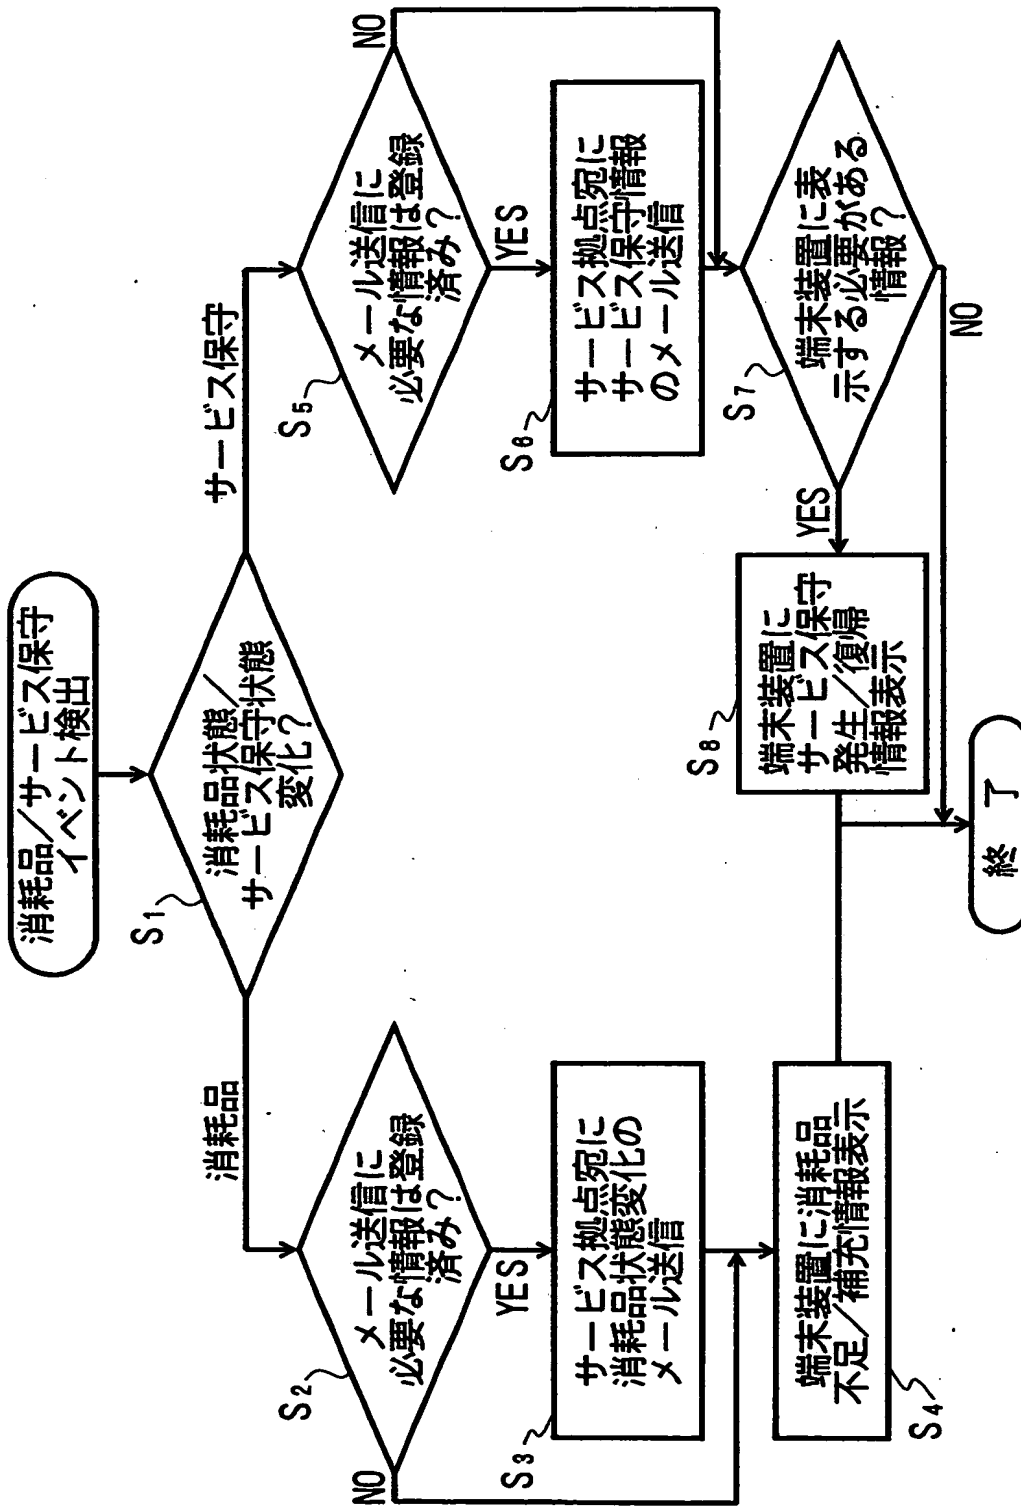 消耗品/サービス保守
イベント検出
S1
消耗品状態/
サービス保守状態
変化?
消耗品
サービス保守
S2
メール送信に
必要な情報は登録
済み?
NO
YES
S3
サービス拠点宛に
消耗品状態変化の
メール送信
S4
端末装置に消耗品
不足/補充情報表示
S5
メール送信に
必要な情報は登録
済み?
NO
YES
S6
サービス拠点宛に
サービス保守情報
のメール送信
S7
端末装置に表
示する必要がある
情報?
YES
NO
S8
端末装置に
サービス保守
発生/復帰
情報表示
終 了